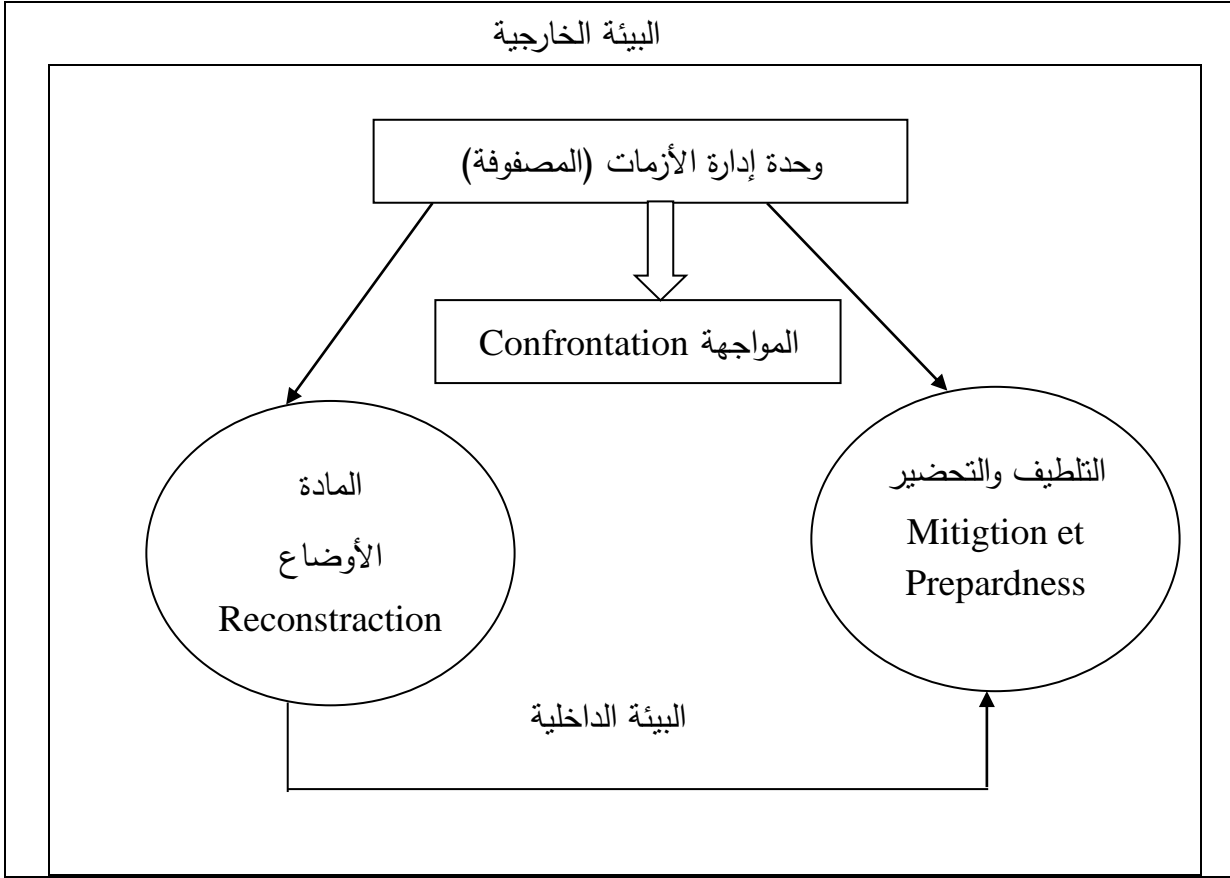 البيئة الخارجية
وحدة إدارة الأزمات (المصفوفة)
المواجهة Confrontation
التلطيف والتحضير
Mitigtion et
Prepardness
المادة
الأوضاع
Reconstraction
البيئة الداخلية